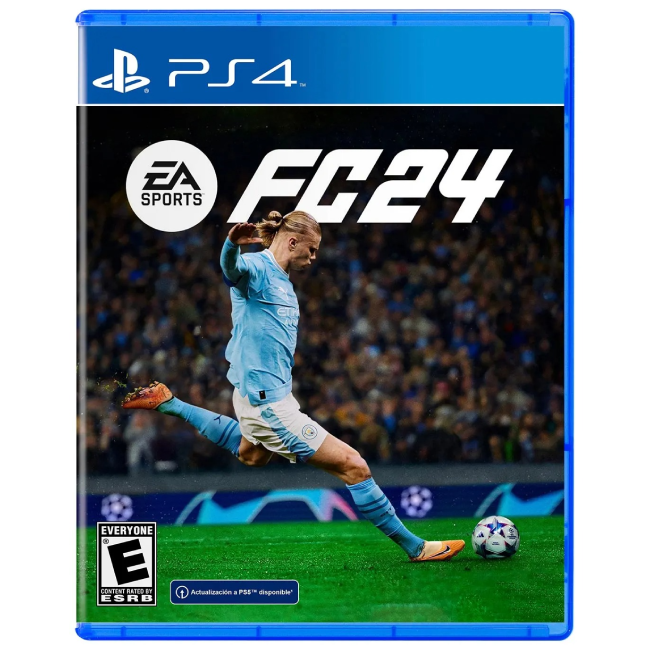 PS4
EA
SPORTS
FC24
EVERYONE
E
CONTENT RATED BY
ESRB
Actualización a PS5™ disponible¹